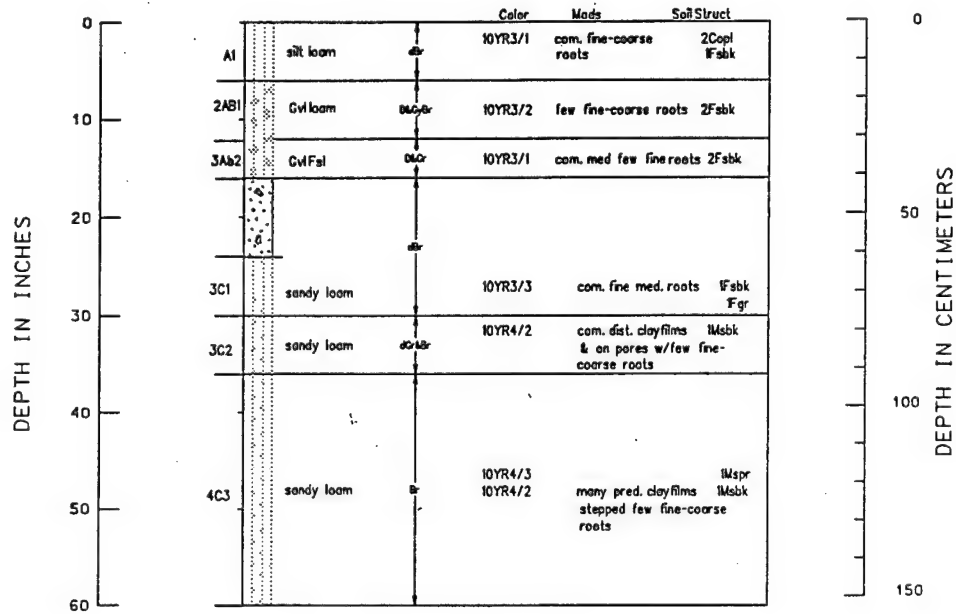 Color Mods Soil Struct
0 0
A1 silt loam dBr 10YR3/1 com. fine-coarse 2Copl
roots 1Fsbk
2AB1 Gvl loam 10YR3/2 few fine-coarse roots 2Fsbk
10
3Ab2 Gvl Fsl 10YR3/1 com. med few fine roots 2Fsbk
20 50
dBr
3C1 sandy loam 10YR3/3 com. fine med. roots 1Fsbk
1Fgr
30
3C2 sandy loam 10YR4/2 com. dist. clayfilms 1Msbk
& on pores w/few fine-
coarse roots
40 100
10YR4/3 1Mspr
4C3 sandy loam Br 10YR4/2 many pred. clayfilms 1Msbk
50 stepped few fine-coarse
roots
60 150
DEPTH IN INCHES
DEPTH IN CENTIMETERS